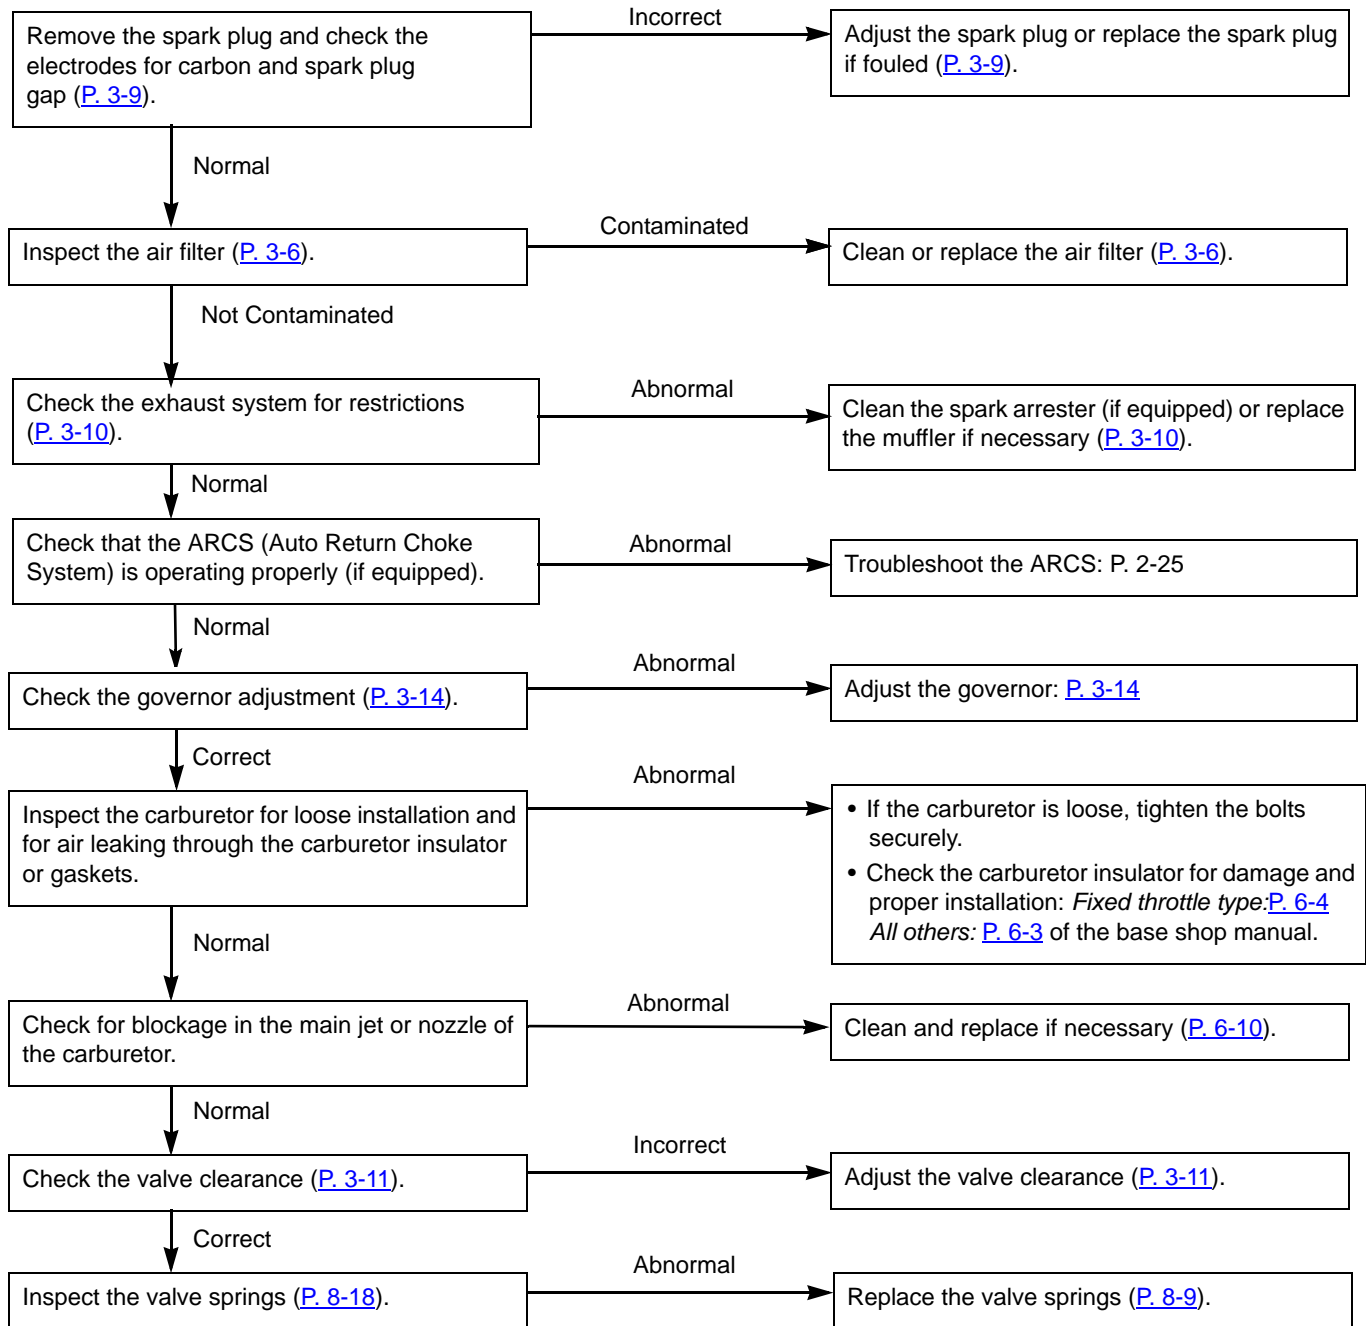 Remove the spark plug and check the
electrodes for carbon and spark plug
gap (P. 3-9).
Incorrect
Adjust the spark plug or replace the spark plug
if fouled (P. 3-9).
Normal
Inspect the air filter (P. 3-6).
Contaminated
Clean or replace the air filter (P. 3-6).
Not Contaminated
Check the exhaust system for restrictions
(P. 3-10).
Abnormal
Clean the spark arrester (if equipped) or replace
the muffler if necessary (P. 3-10).
Normal
Check that the ARCS (Auto Return Choke
System) is operating properly (if equipped).
Abnormal
Troubleshoot the ARCS: P. 2-25
Normal
Check the governor adjustment (P. 3-14).
Abnormal
Adjust the governor: P. 3-14
Correct
Inspect the carburetor for loose installation and
for air leaking through the carburetor insulator
or gaskets.
Abnormal
• If the carburetor is loose, tighten the bolts
securely.
• Check the carburetor insulator for damage and
proper installation: Fixed throttle type:P. 6-4
All others: P. 6-3 of the base shop manual.
Normal
Check for blockage in the main jet or nozzle of
the carburetor.
Abnormal
Clean and replace if necessary (P. 6-10).
Normal
Check the valve clearance (P. 3-11).
Incorrect
Adjust the valve clearance (P. 3-11).
Correct
Inspect the valve springs (P. 8-18).
Abnormal
Replace the valve springs (P. 8-9).